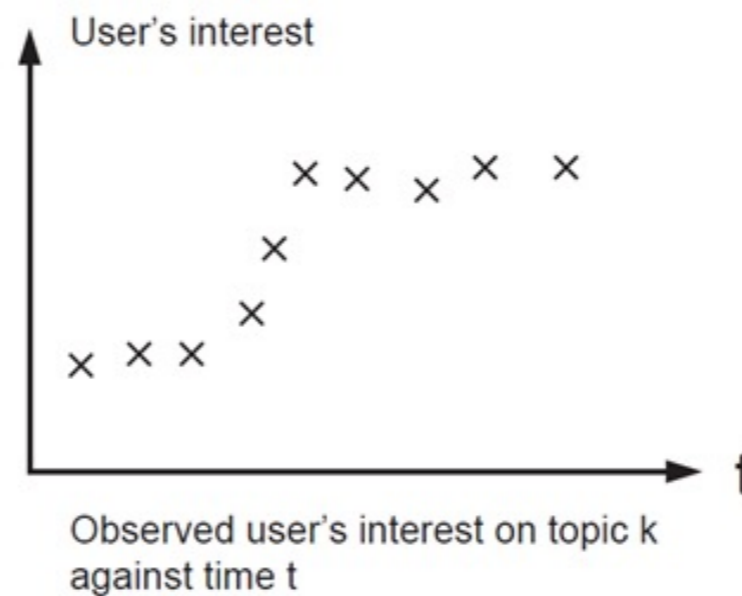 User's interest
t
Observed user's interest on topic k
against time t